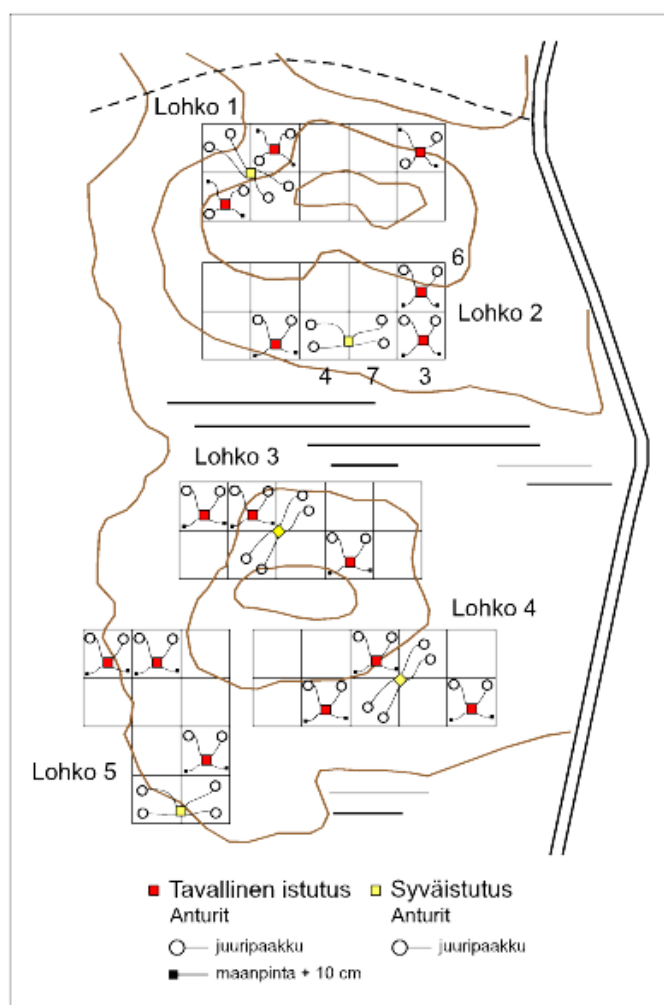 Lohko 1
6
Lohko 2
4 7 3
Lohko 3
Lohko 4
Lohko 5
Tavallinen istutus Syväistutus
Anturit Anturit
juuripaakku juuripaakku
maanpinta + 10 cm